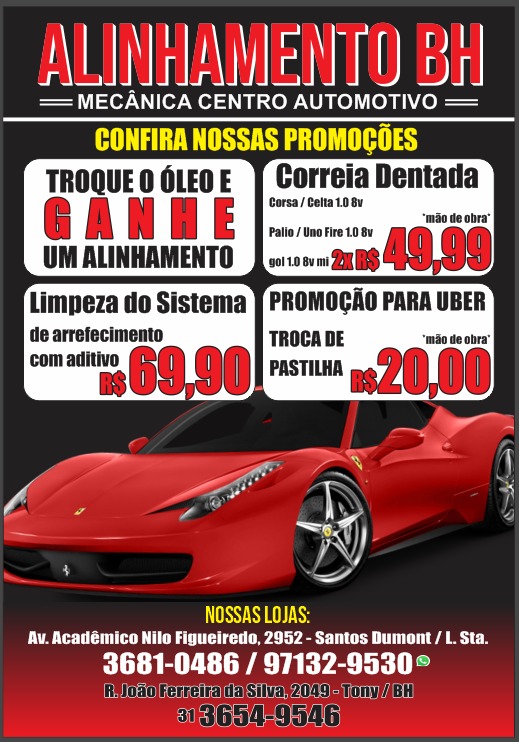 ALINHAMENTO BH
MECÂNICA CENTRO AUTOMOTIVO
CONFIRA NOSSAS PROMOÇÕES
TROQUE O ÓLEO E
GANHE
UM ALINHAMENTO
Correia Dentada
Corsa / Celta 1.0 8v
*mão de obra*
Palio / Uno Fire 1.0 8v
gol 1.0 8v mi 2x R$ 49,99
Limpeza do Sistema
de arrefecimento
com aditivo
R$ 69,90
PROMOÇÃO PARA UBER
TROCA DE
PASTILHA
*mão de obra*
R$ 20,00
NOSSAS LOJAS:
Av. Acadêmico Nilo Figueiredo, 2952 - Santos Dumont / L. Sta.
3681-0486 / 97132-9530
R. João Ferreira da Silva, 2049 - Tony / BH
31 3654-9546